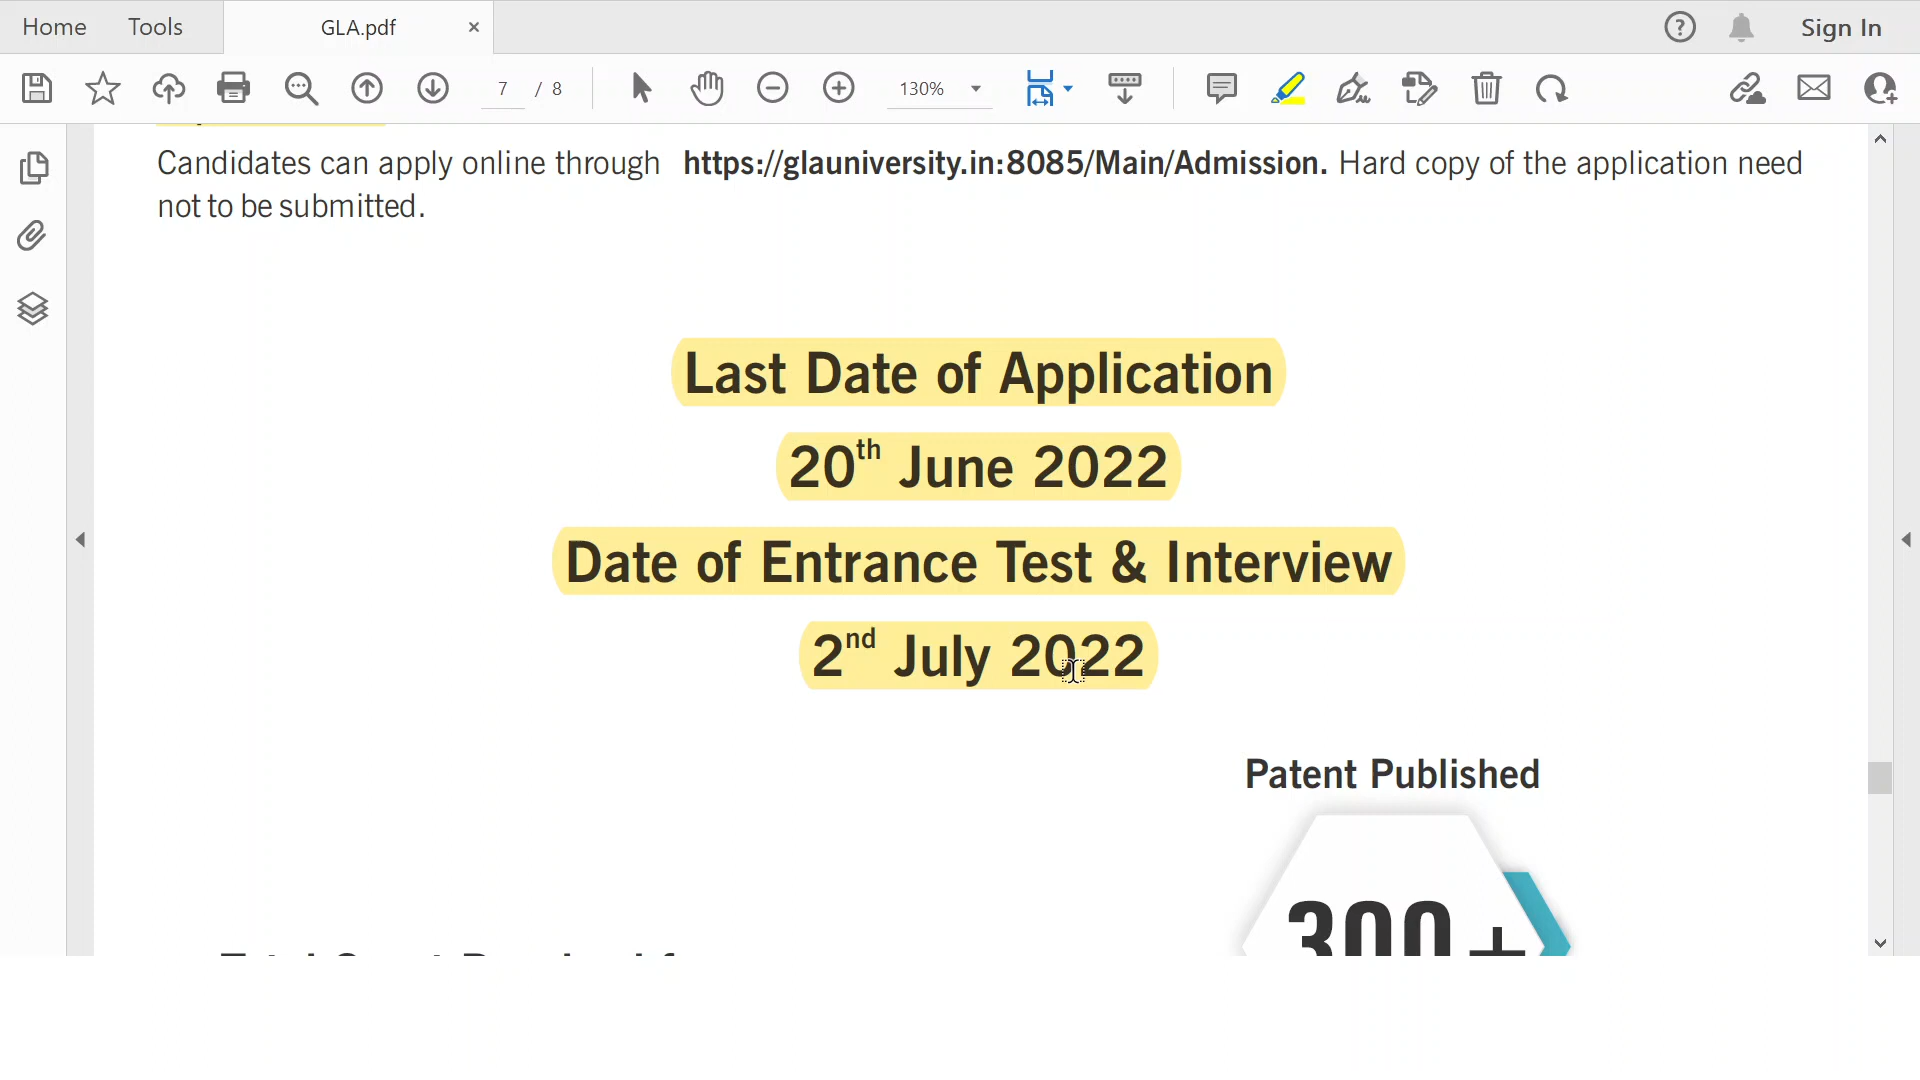 Home Tools GLA.pdf × ? Sign In
7 / 8 130%
Candidates can apply online through https://glauniversity.in:8085/Main/Admission. Hard copy of the application need
not to be submitted.
Last Date of Application
20th June 2022
Date of Entrance Test & Interview
2nd July 2022
Patent Published
300+